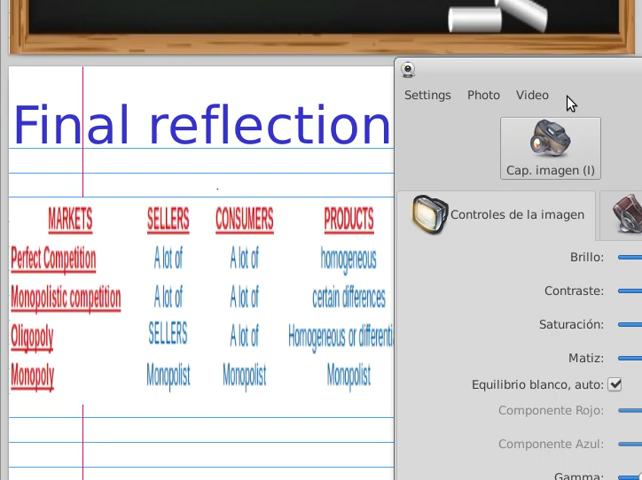 Final reflection
MARKETS SELLERS CONSUMERS PRODUCTS
Perfect Competition A lot of A lot of homogeneous
Monopolistic competition A lot of A lot of certain differences
Oligopoly SELLERS A lot of Homogeneous or differenti
Monopoly Monopolist Monopolist Monopolist
Settings Photo Video
Cap. imagen (I)
Controles de la imagen
Brillo:
Contraste:
Saturación:
Matiz:
Equilibrio blanco, auto:
Componente Rojo:
Componente Azul:
Gamma: